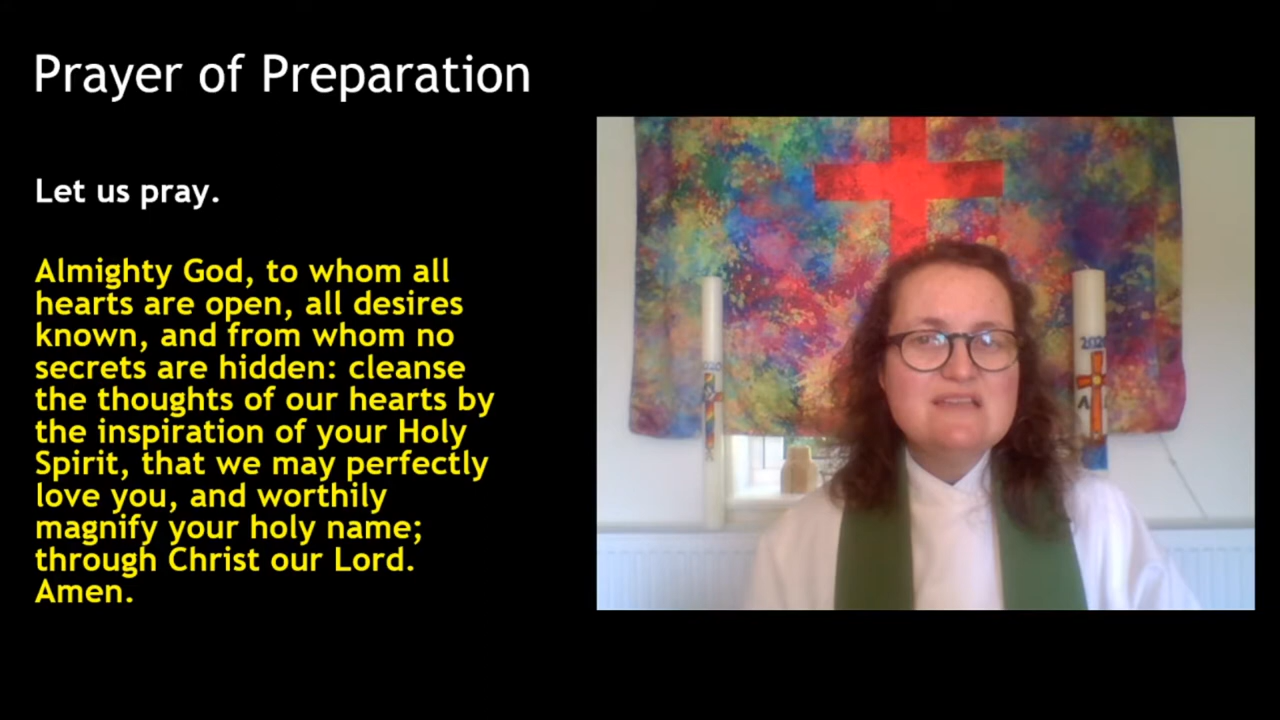 Prayer of Preparation
Let us pray.
Almighty God, to whom all
hearts are open, all desires
known, and from whom no
secrets are hidden: cleanse
the thoughts of our hearts by
the inspiration of your Holy
Spirit, that we may perfectly
love you, and worthily
magnify your holy name;
through Christ our Lord.
Amen.
2020